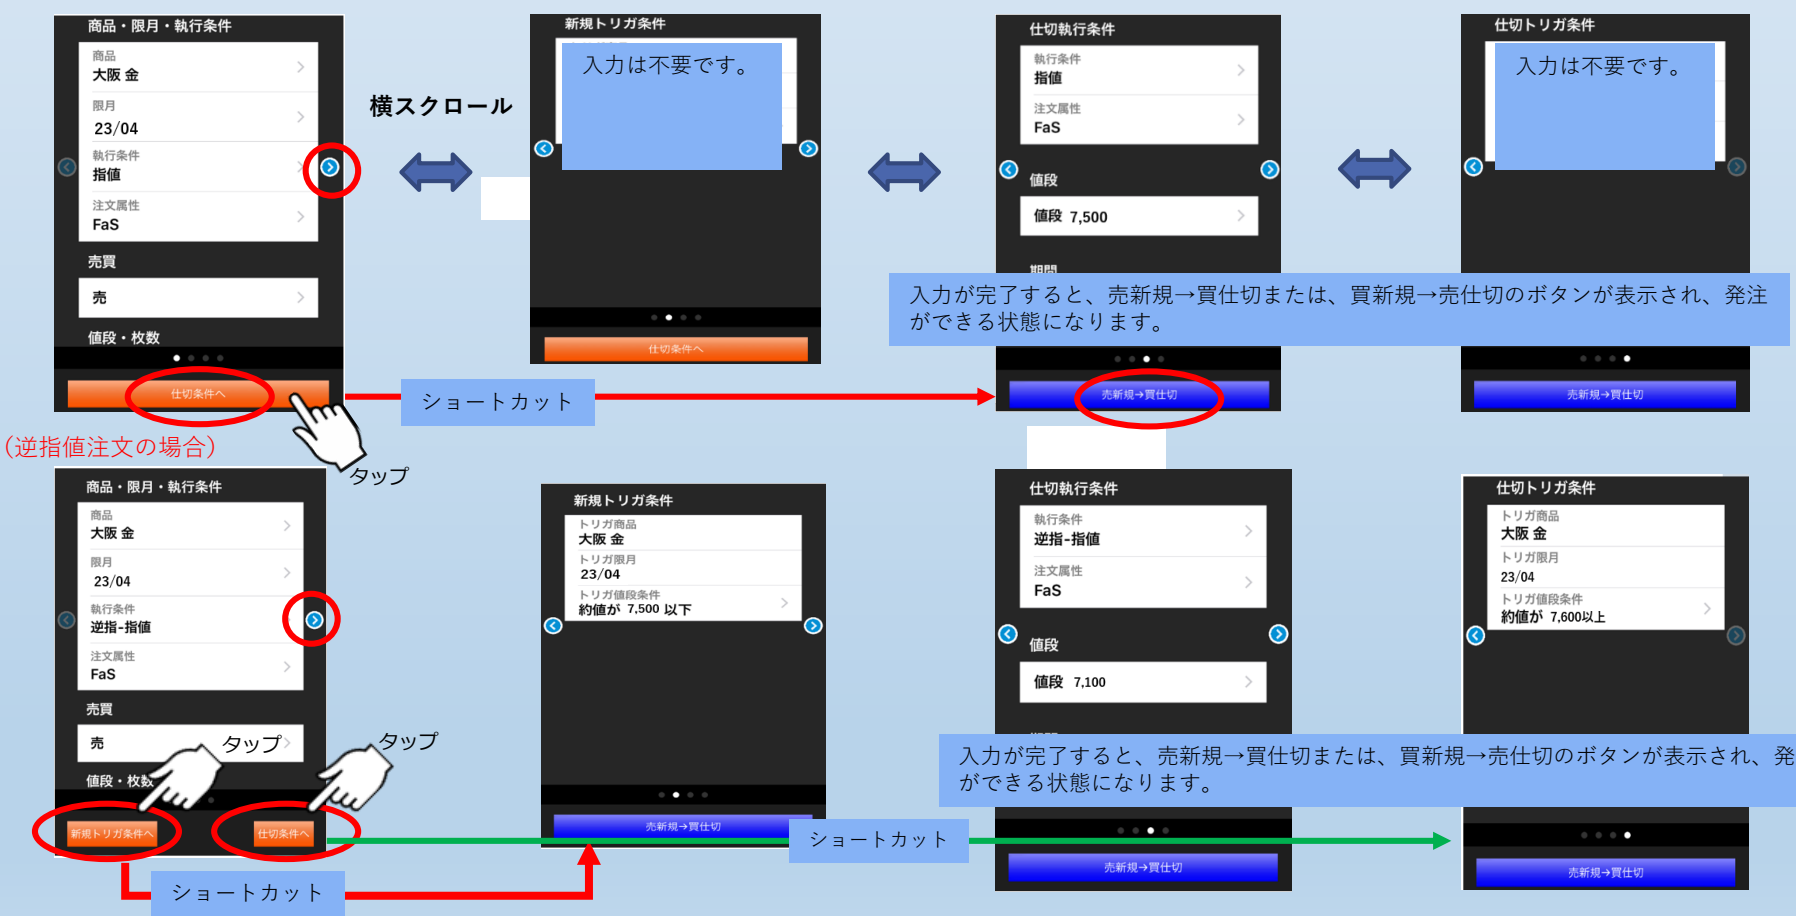 商品・限月・執行条件
商品
大阪 金
限月
23/04
執行条件
指値
注文属性
FaS
売買
売
値段・枚数
仕切条件へ
横スクロール
新規トリガ条件
入力は不要です。
仕切条件へ
仕切執行条件
執行条件
指値
注文属性
FaS
値段
値段 7,500
期間
売新規→買仕切
仕切トリガ条件
入力は不要です。
売新規→買仕切
入力が完了すると、売新規→買仕切または、買新規→売仕切のボタンが表示され、発注
ができる状態になります。
ショートカット
タップ
（逆指値注文の場合）
商品・限月・執行条件
商品
大阪 金
限月
23/04
執行条件
逆指-指値
注文属性
FaS
売買
売
タップ
タップ
値段・枚数
新規トリガ条件へ
仕切条件へ
ショートカット
新規トリガ条件
トリガ商品
大阪 金
トリガ限月
23/04
トリガ値段条件
約値が 7,500 以下
売新規→買仕切
ショートカット
仕切執行条件
執行条件
逆指-指値
注文属性
FaS
値段
値段 7,100
売新規→買仕切
仕切トリガ条件
トリガ商品
大阪 金
トリガ限月
23/04
トリガ値段条件
約値が 7,600以上
売新規→買仕切
入力が完了すると、売新規→買仕切または、買新規→売仕切のボタンが表示され、発
ができる状態になります。